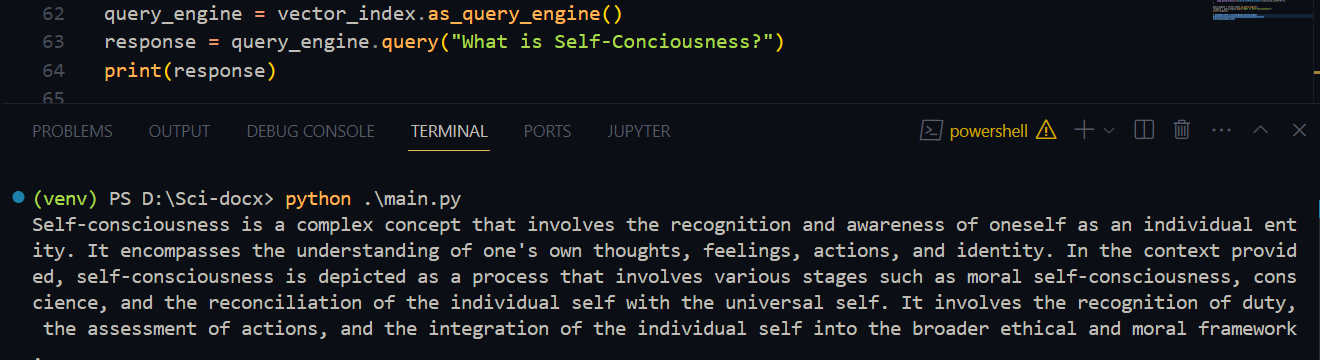 62 query_engine = vector_index.as_query_engine()
63 response = query_engine.query("What is Self-Conciousness?")
64 print(response)
65
PROBLEMS OUTPUT DEBUG CONSOLE TERMINAL PORTS JUPYTER powershell
(venv) PS D:\Sci-docx> python .\main.py
Self-consciousness is a complex concept that involves the recognition and awareness of oneself as an individual ent
ity. It encompasses the understanding of one's own thoughts, feelings, actions, and identity. In the context provid
ed, self-consciousness is depicted as a process that involves various stages such as moral self-consciousness, cons
cience, and the reconciliation of the individual self with the universal self. It involves the recognition of duty,
 the assessment of actions, and the integration of the individual self into the broader ethical and moral framework
.